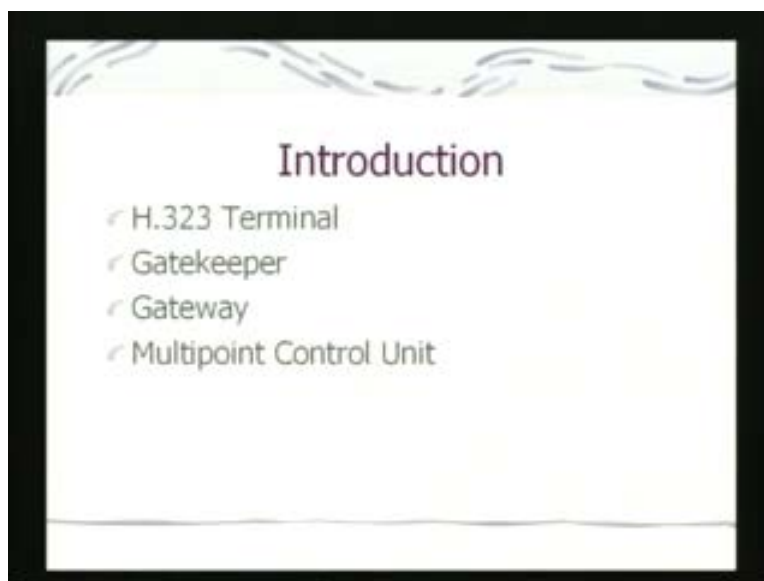 Introduction
H.323 Terminal
Gatekeeper
Gateway
Multipoint Control Unit